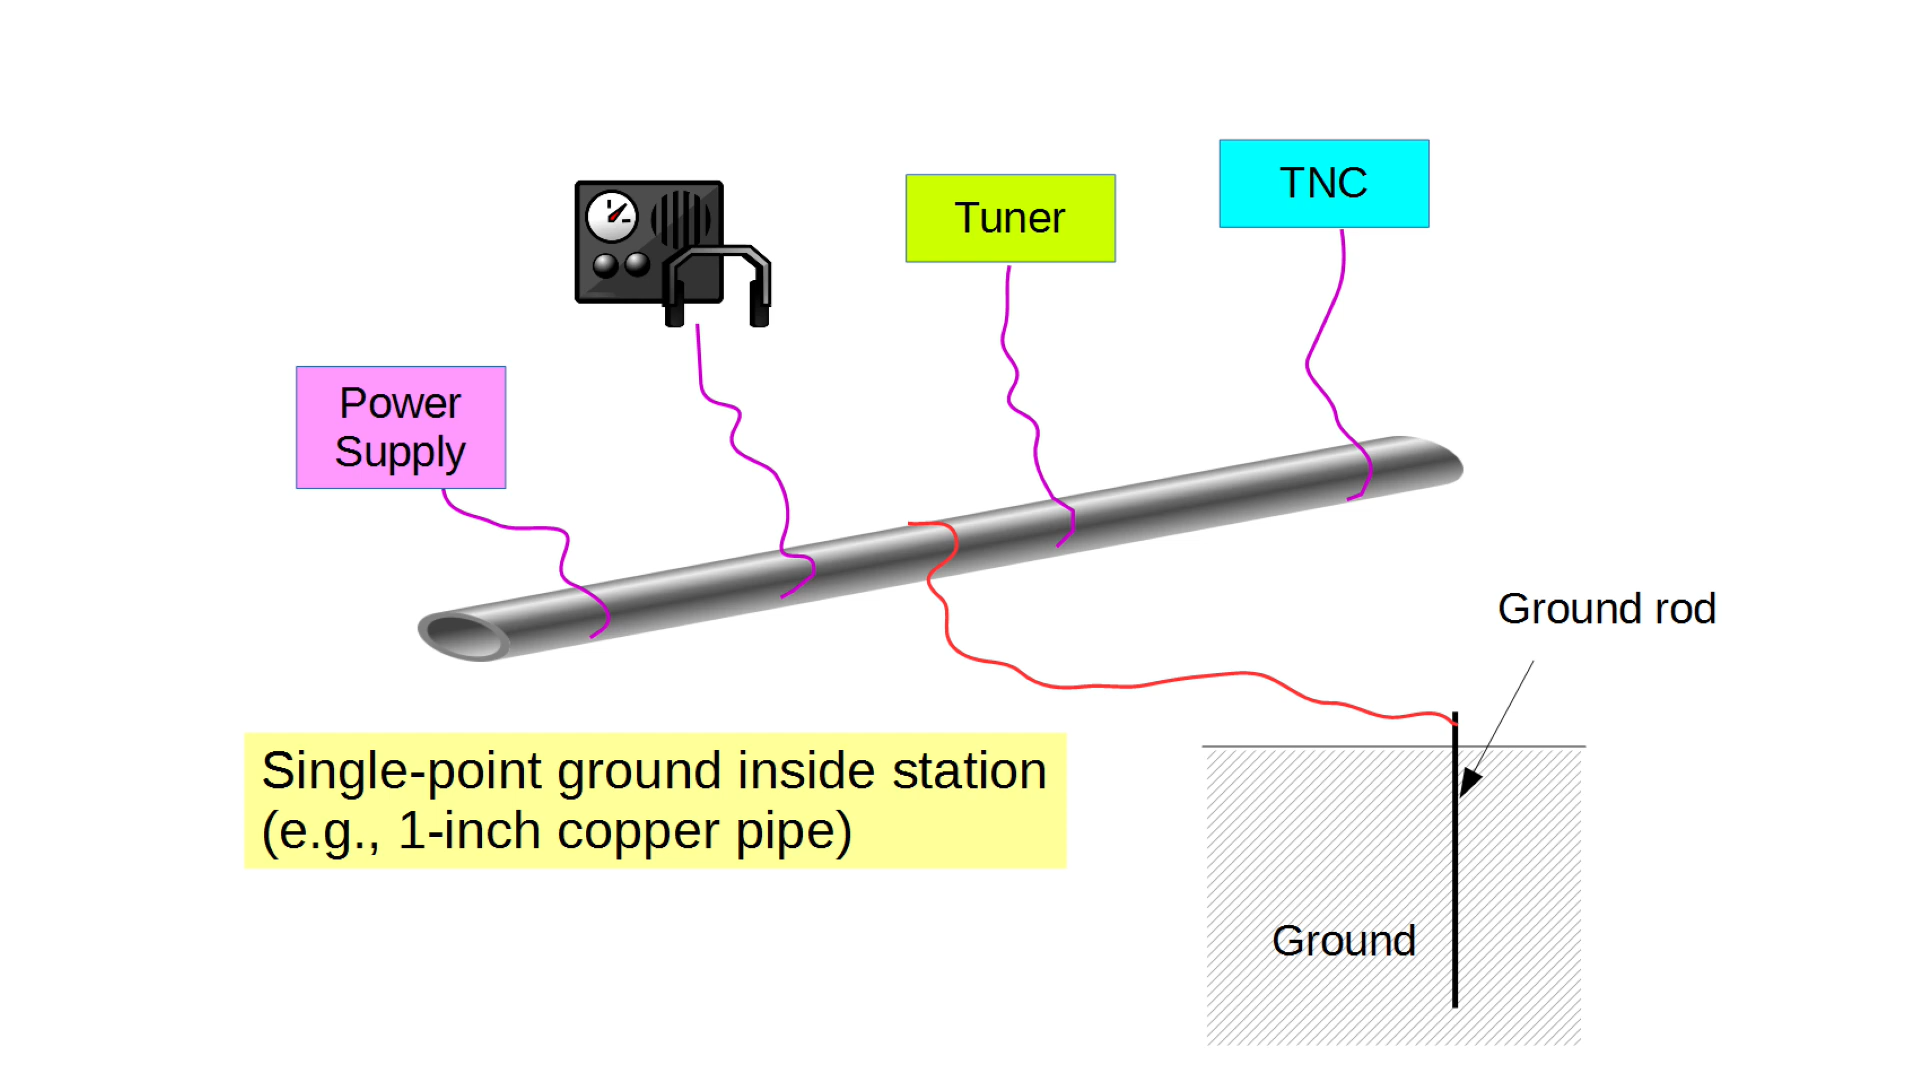 TNC
Tuner
Power
Supply
Ground rod
Single-point ground inside station
(e.g., 1-inch copper pipe)
Ground